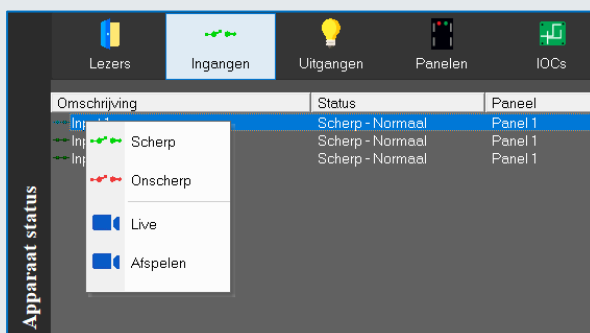 Lezers Ingangen Uitgangen Panelen IOCs
Omschrijving Status Paneel
Scherp - Normaal Panel 1
Scherp - Normaal Panel 1
Scherp - Normaal Panel 1
Scherp
Onscherp
Live
Afspelen
Apparaat status